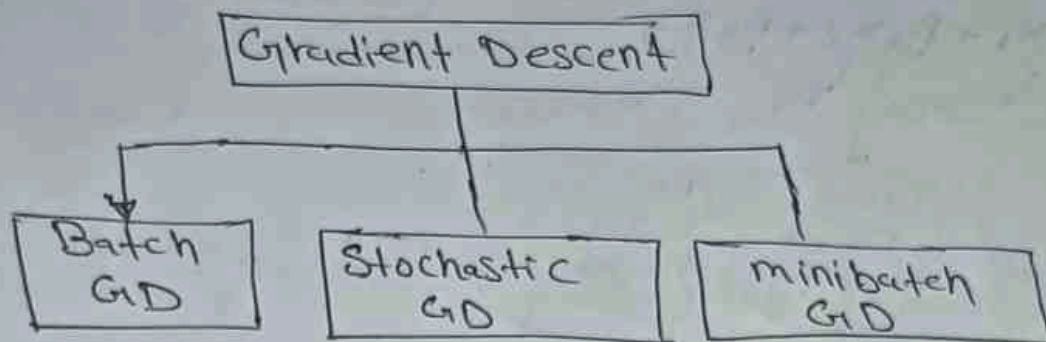 Gradient Descent
Batch
GD
Stochastic
GD
minibatch
GD